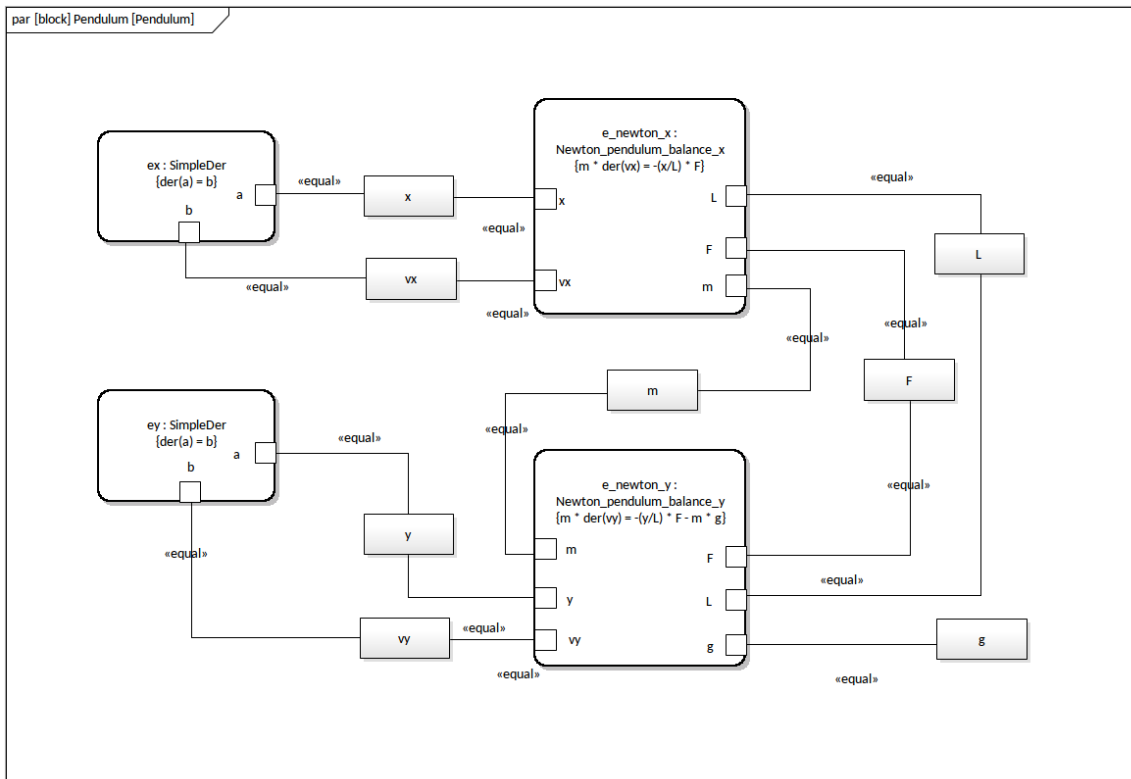 par [block] Pendulum [Pendulum]
ex : SimpleDer
{der(a) = b}
a
b
«equal»
x
«equal»
vx
«equal»
«equal»
e_newton_x :
Newton_pendulum_balance_x
{m * der(vx) = -(x/L) * F}
x
vx
L
F
m
«equal»
L
«equal»
F
«equal»
m
«equal»
ey : SimpleDer
{der(a) = b}
a
b
«equal»
y
«equal»
vy
«equal»
«equal»
e_newton_y :
Newton_pendulum_balance_y
{m * der(vy) = -(y/L) * F - m * g}
m
y
vy
F
L
g
«equal»
«equal»
g
«equal»